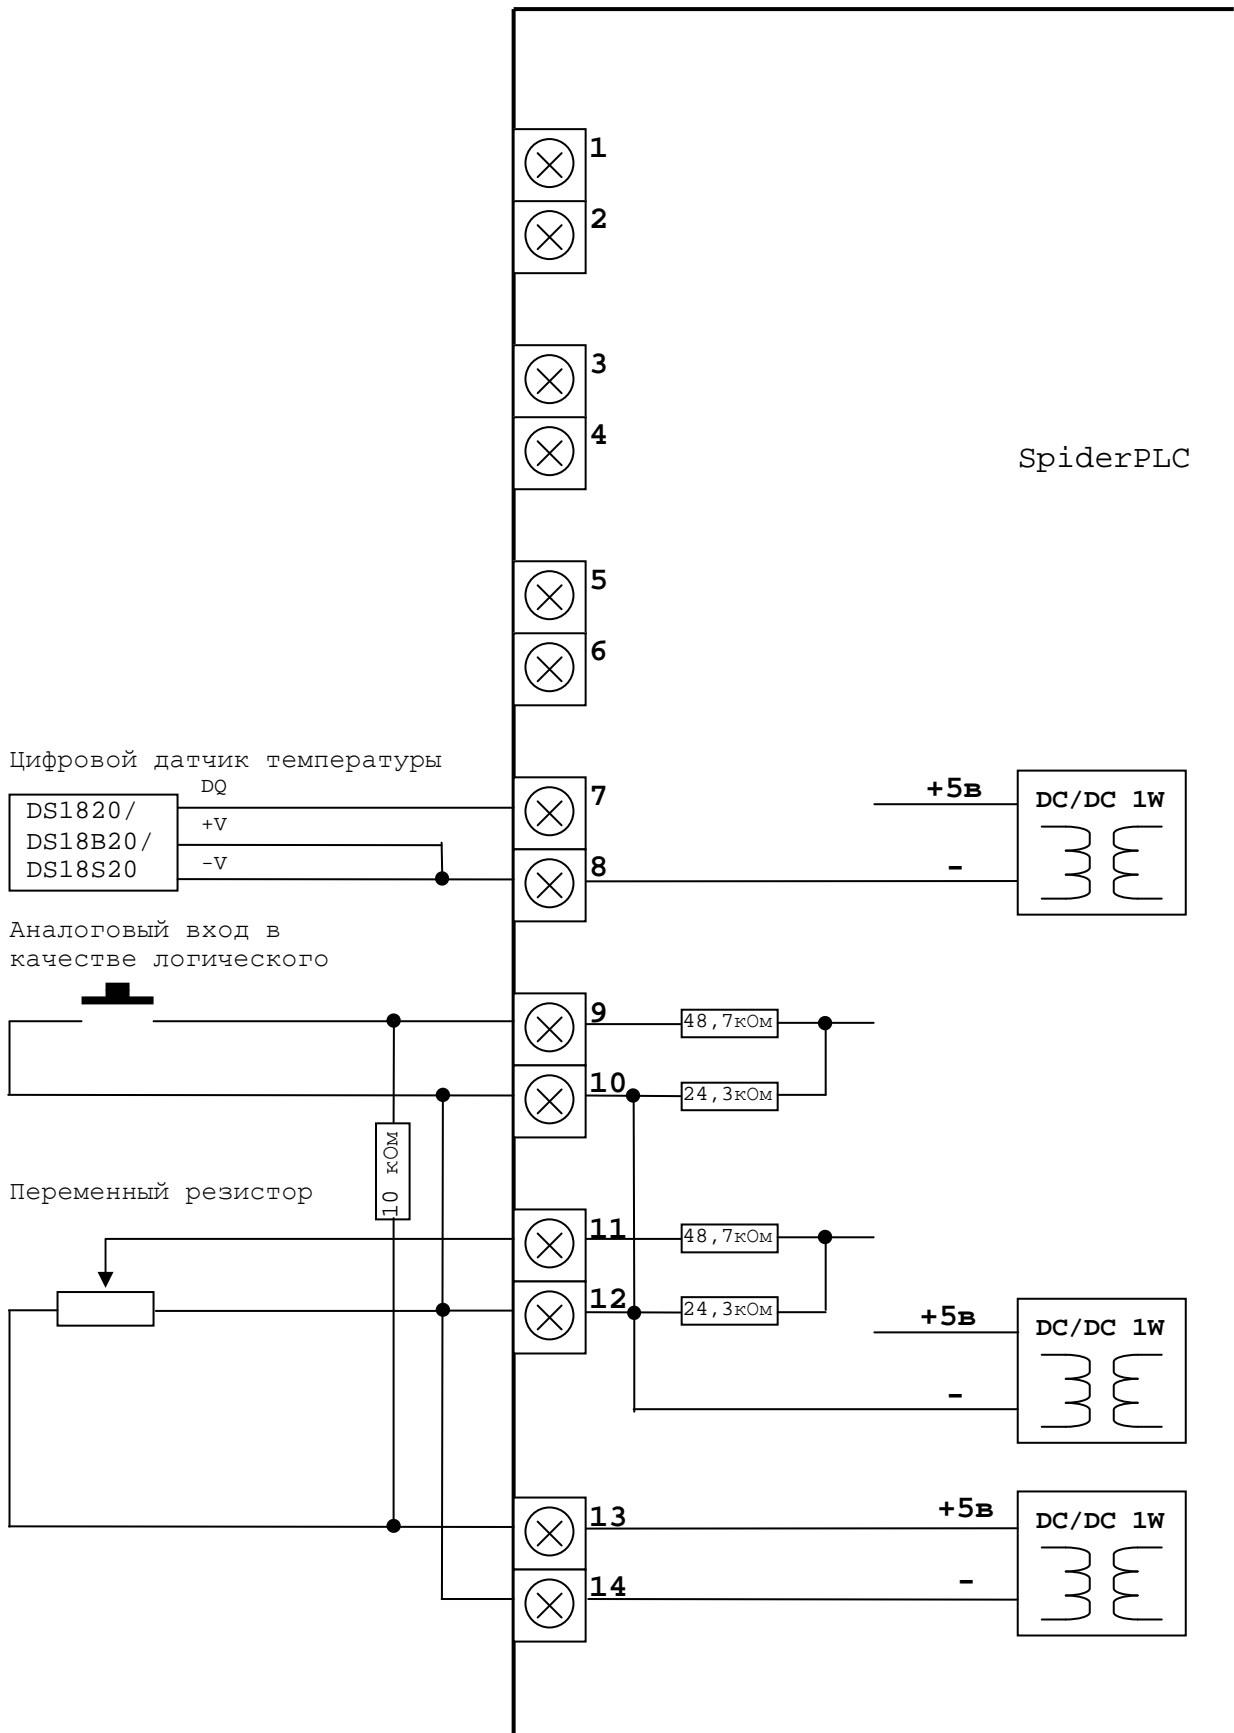 1
2
3
4
SpiderPLC
5
6
Цифровой датчик температуры
DQ
DS1820/
DS18B20/
DS18S20
+V
-V
7
8
+5в
-
DC/DC 1W
Аналоговый вход в
качестве логического
9
48,7кОм
10
24,3кОм
10 кОм
Переменный резистор
11
48,7кОм
12
24,3кОм
+5в
-
DC/DC 1W
13
+5в
14
-
DC/DC 1W